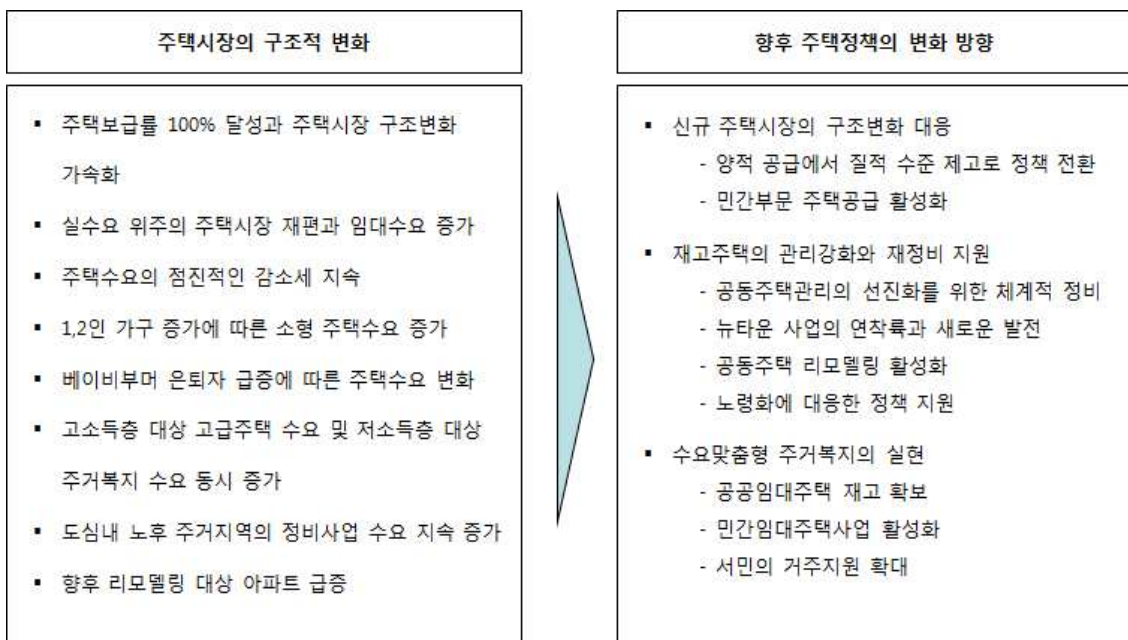 주택시장의 구조적 변화
▪ 주택보급률 100% 달성과 주택시장 구조변화
가속화
▪ 실수요 위주의 주택시장 재편과 임대수요 증가
▪ 주택수요의 점진적인 감소세 지속
▪ 1,2인 가구 증가에 따른 소형 주택수요 증가
▪ 베이비부머 은퇴자 급증에 따른 주택수요 변화
▪ 고소득층 대상 고급주택 수요 및 저소득층 대상
주거복지 수요 동시 증가
▪ 도심내 노후 주거지역의 정비사업 수요 지속 증가
▪ 향후 리모델링 대상 아파트 급증
향후 주택정책의 변화 방향
▪ 신규 주택시장의 구조변화 대응
- 양적 공급에서 질적 수준 제고로 정책 전환
- 민간부문 주택공급 활성화
▪ 재고주택의 관리강화와 재정비 지원
- 공동주택관리의 선진화를 위한 체계적 정비
- 뉴타운 사업의 연착륙과 새로운 발전
- 공동주택 리모델링 활성화
- 노령화에 대응한 정책 지원
▪ 수요맞춤형 주거복지의 실현
- 공공임대주택 재고 확보
- 민간임대주택사업 활성화
- 서민의 거주지원 확대